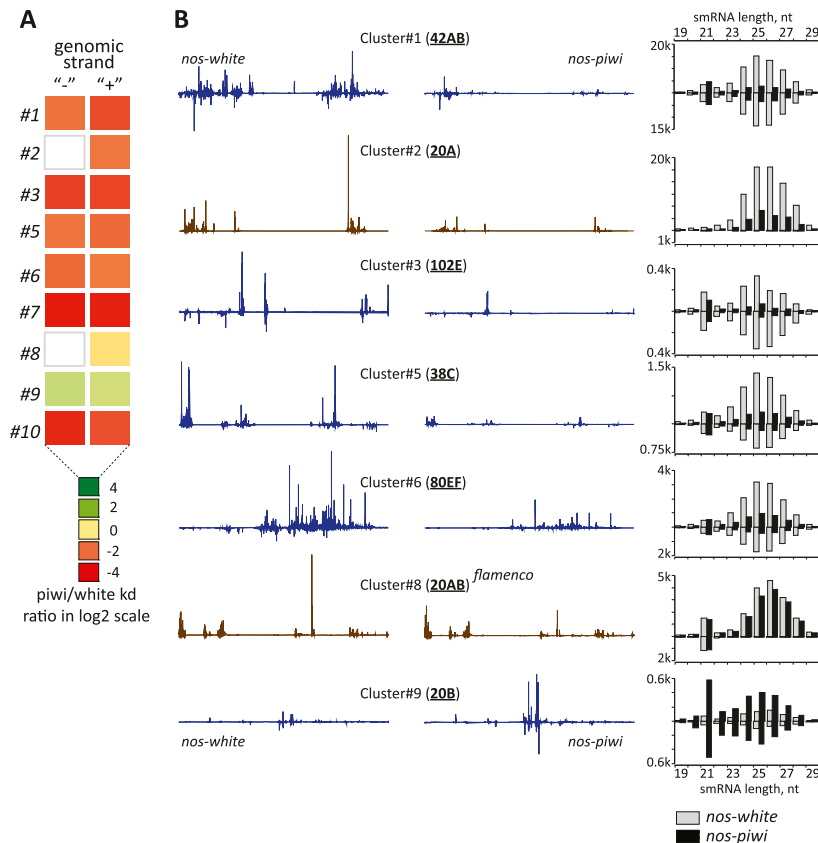 A
genomic
strand
“-” “+”
#1
#2
#3
#5
#6
#7
#8
#9
#10
4
2
0
-2
-4
piwi/white kd
ratio in log2 scale
B
Cluster#1 (42AB)
nos-white
nos-piwi
Cluster#2 (20A)
Cluster#3 (102E)
Cluster#5 (38C)
Cluster#6 (80EF)
Cluster#8 (20AB) flamenco
Cluster#9 (20B)
nos-white
nos-piwi
smRNA length, nt
19 21 23 25 27 29
20k
15k
20k
1k
0.4k
0.4k
1.5k
0.75k
4k
2k
5k
2k
0.6k
0.6k
19 21 23 25 27 29
smRNA length, nt
nos-white
nos-piwi